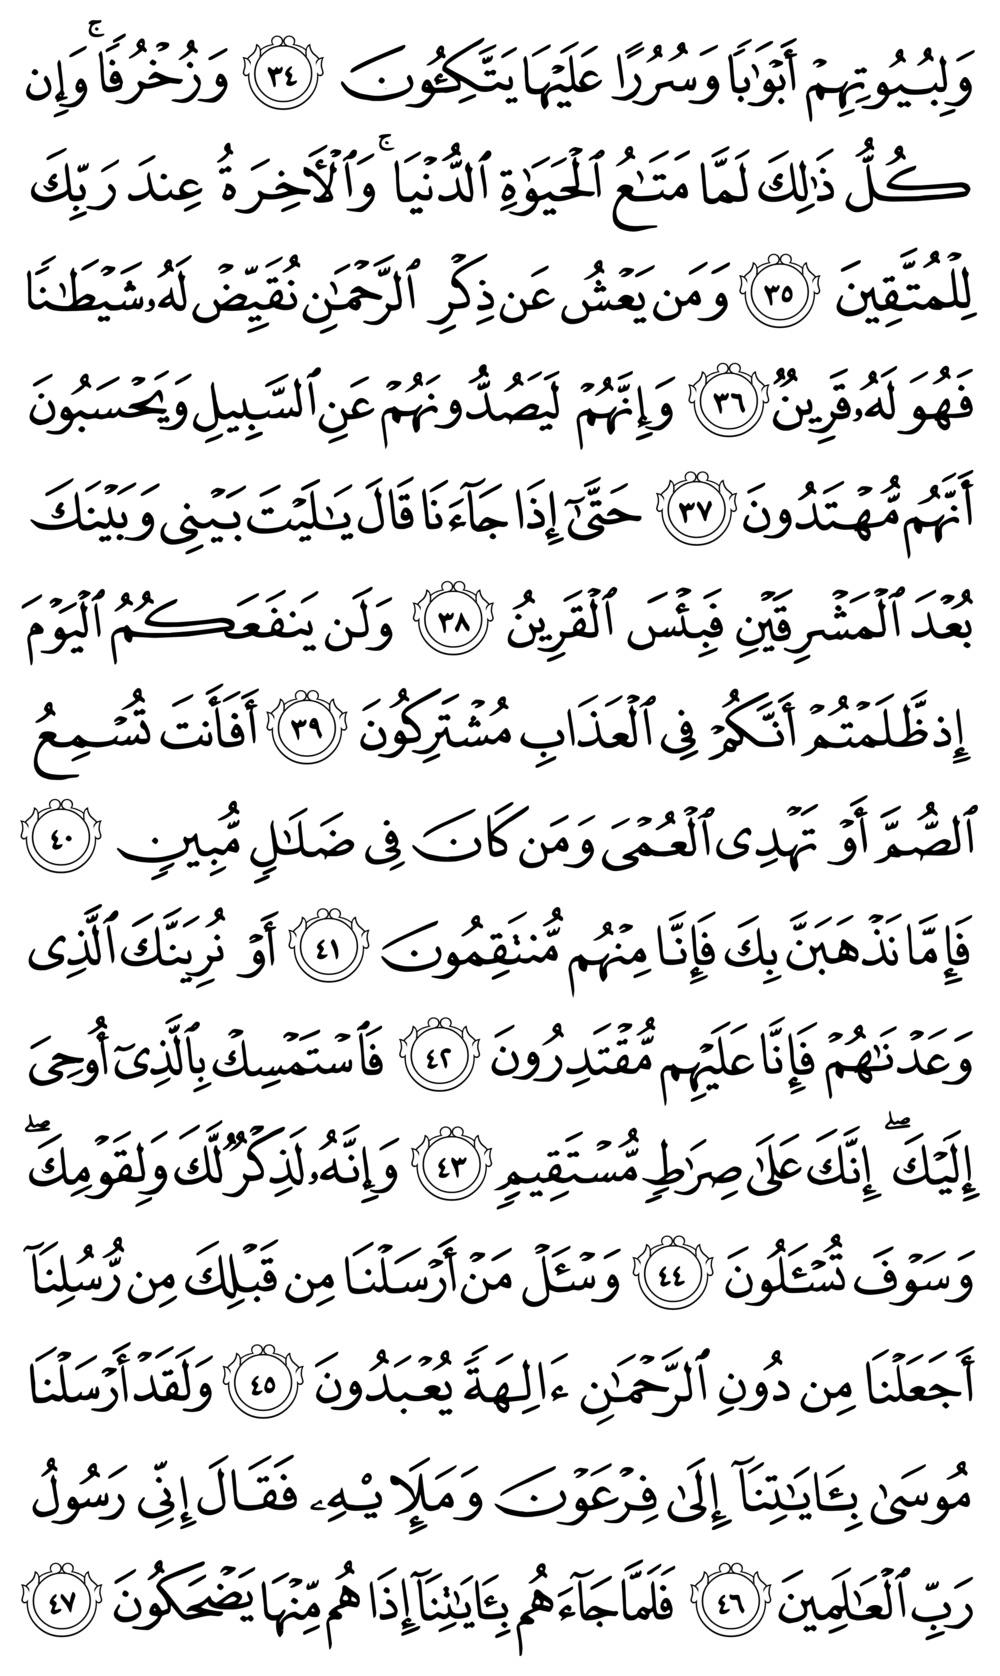 وَلِبُيُوتِهِمۡ أَبۡوَٰبٗا وَسُرُرًا عَلَيۡهَا يَتَّكِـُٔونَ ٣٤ وَزُخۡرُفٗاۚ وَإِن
كُلُّ ذَٰلِكَ لَمَّا مَتَٰعُ ٱلۡحَيَوٰةِ ٱلدُّنۡيَاۚ وَٱلۡأٓخِرَةُ عِندَ رَبِّكَ
لِلۡمُتَّقِينَ ٣٥ وَمَن يَعۡشُ عَن ذِكۡرِ ٱلرَّحۡمَٰنِ نُقَيِّضۡ لَهُۥ شَيۡطَٰنٗا
فَهُوَ لَهُۥ قَرِينٞ ٣٦ وَإِنَّهُمۡ لَيَصُدُّونَهُمۡ عَنِ ٱلسَّبِيلِ وَيَحۡسَبُونَ
أَنَّهُم مُّهۡتَدُونَ ٣٧ حَتَّىٰٓ إِذَا جَآءَنَا قَالَ يَٰلَيۡتَ بَيۡنِي وَبَيۡنَكَ
بُعۡدَ ٱلۡمَشۡرِقَيۡنِ فَبِئۡسَ ٱلۡقَرِينُ ٣٨ وَلَن يَنفَعَكُمُ ٱلۡيَوۡمَ
إِذ ظَّلَمۡتُمۡ أَنَّكُمۡ فِي ٱلۡعَذَابِ مُشۡتَرِكُونَ ٣٩ أَفَأَنتَ تُسۡمِعُ
ٱلصُّمَّ أَوۡ تَهۡدِي ٱلۡعُمۡيَ وَمَن كَانَ فِي ضَلَٰلٖ مُّبِينٖ ٤٠
فَإِمَّا نَذۡهَبَنَّ بِكَ فَإِنَّا مِنۡهُم مُّنتَقِمُونَ ٤١ أَوۡ نُرِيَنَّكَ ٱلَّذِي
وَعَدۡنَٰهُمۡ فَإِنَّا عَلَيۡهِم مُّقۡتَدِرُونَ ٤٢ فَٱسۡتَمۡسِكۡ بِٱلَّذِيٓ أُوحِيَ
إِلَيۡكَۖ إِنَّكَ عَلَىٰ صِرَٰطٖ مُّسۡتَقِيمٖ ٤٣ وَإِنَّهُۥ لَذِكۡرٞ لَّكَ وَلِقَوۡمِكَۖ
وَسَوۡفَ تُسۡـَٔلُونَ ٤٤ وَسۡـَٔلۡ مَنۡ أَرۡسَلۡنَا مِن قَبۡلِكَ مِن رُّسُلِنَآ
أَجَعَلۡنَا مِن دُونِ ٱلرَّحۡمَٰنِ ءَالِهَةٗ يُعۡبَدُونَ ٤٥ وَلَقَدۡ أَرۡسَلۡنَا
مُوسَىٰ بِـَٔايَٰتِنَآ إِلَىٰ فِرۡعَوۡنَ وَمَلَإِيْهِۦ فَقَالَ إِنِّي رَسُولُ
رَبِّ ٱلۡعَٰلَمِينَ ٤٦ فَلَمَّا جَآءَهُم بِـَٔايَٰتِنَآ إِذَا هُم مِّنۡهَا يَضۡحَكُونَ ٤٧